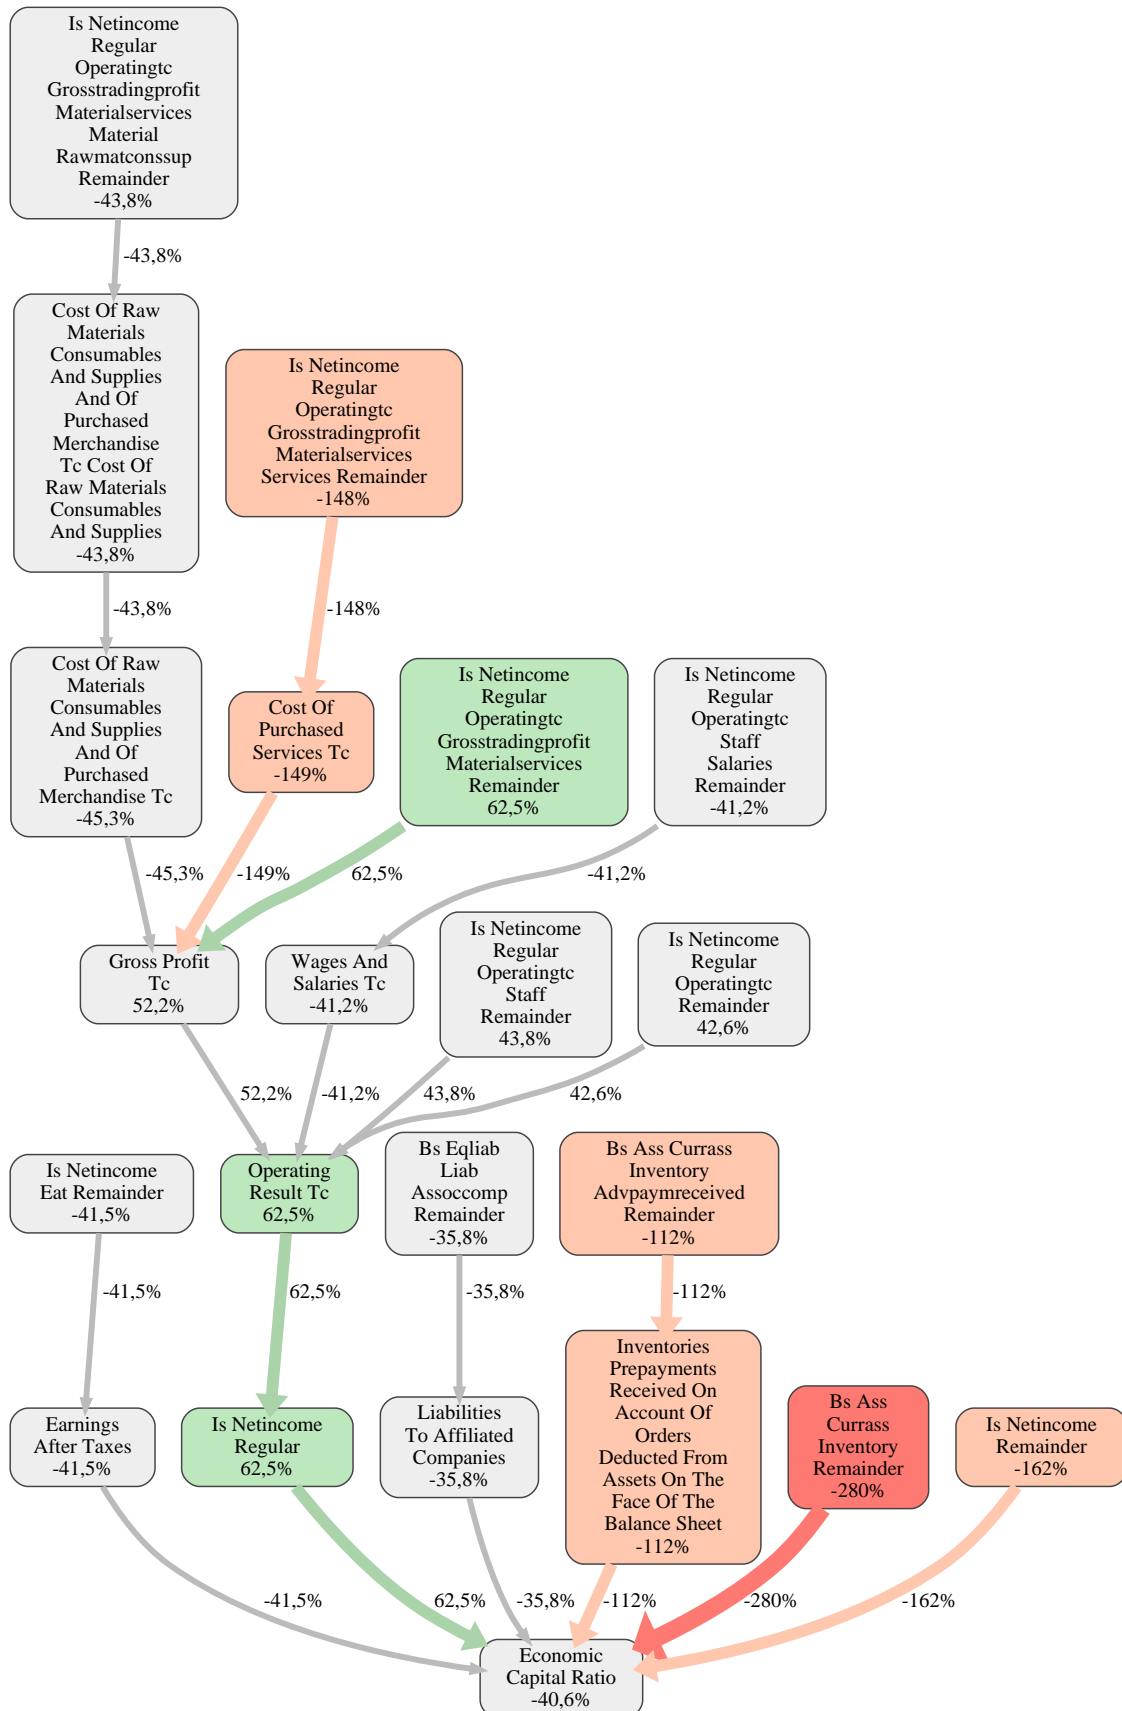 Is Netincome
Regular
Operatingtc
Grosstradingprofit
Materialservices
Material
Rawmatconssup
Remainder
-43,8%
-43,8%
Cost Of Raw
Materials
Consumables
And Supplies
And Of
Purchased
Merchandise
Tc Cost Of
Raw Materials
Consumables
And Supplies
-43,8%
Is Netincome
Regular
Operatingtc
Grosstradingprofit
Materialservices
Services Remainder
-148%
-43,8%
-148%
Cost Of Raw
Materials
Consumables
And Supplies
And Of
Purchased
Merchandise Tc
-45,3%
Cost Of
Purchased
Services Tc
-149%
Is Netincome
Regular
Operatingtc
Grosstradingprofit
Materialservices
Remainder
62,5%
Is Netincome
Regular
Operatingtc
Staff
Salaries
Remainder
-41,2%
-45,3%
-149%
62,5%
-41,2%
Gross Profit
Tc
52,2%
Wages And
Salaries Tc
-41,2%
Is Netincome
Regular
Operatingtc
Staff
Remainder
43,8%
Is Netincome
Regular
Operatingtc
Remainder
42,6%
52,2%
-41,2%
43,8%
42,6%
Is Netincome
Eat Remainder
-41,5%
Operating
Result Tc
62,5%
Bs Eqliab
Liab
Assoccomp
Remainder
-35,8%
Bs Ass Currass
Inventory
Advpaymreceived
Remainder
-112%
-41,5%
62,5%
-35,8%
-112%
Earnings
After Taxes
-41,5%
Is Netincome
Regular
62,5%
Liabilities
To Affiliated
Companies
-35,8%
Inventories
Prepayments
Received On
Account Of
Orders
Deducted From
Assets On The
Face Of The
Balance Sheet
-112%
Bs Ass
Currass
Inventory
Remainder
-280%
Is Netincome
Remainder
-162%
-41,5%
62,5%
-35,8%
-112%
-280%
-162%
Economic
Capital Ratio
-40,6%